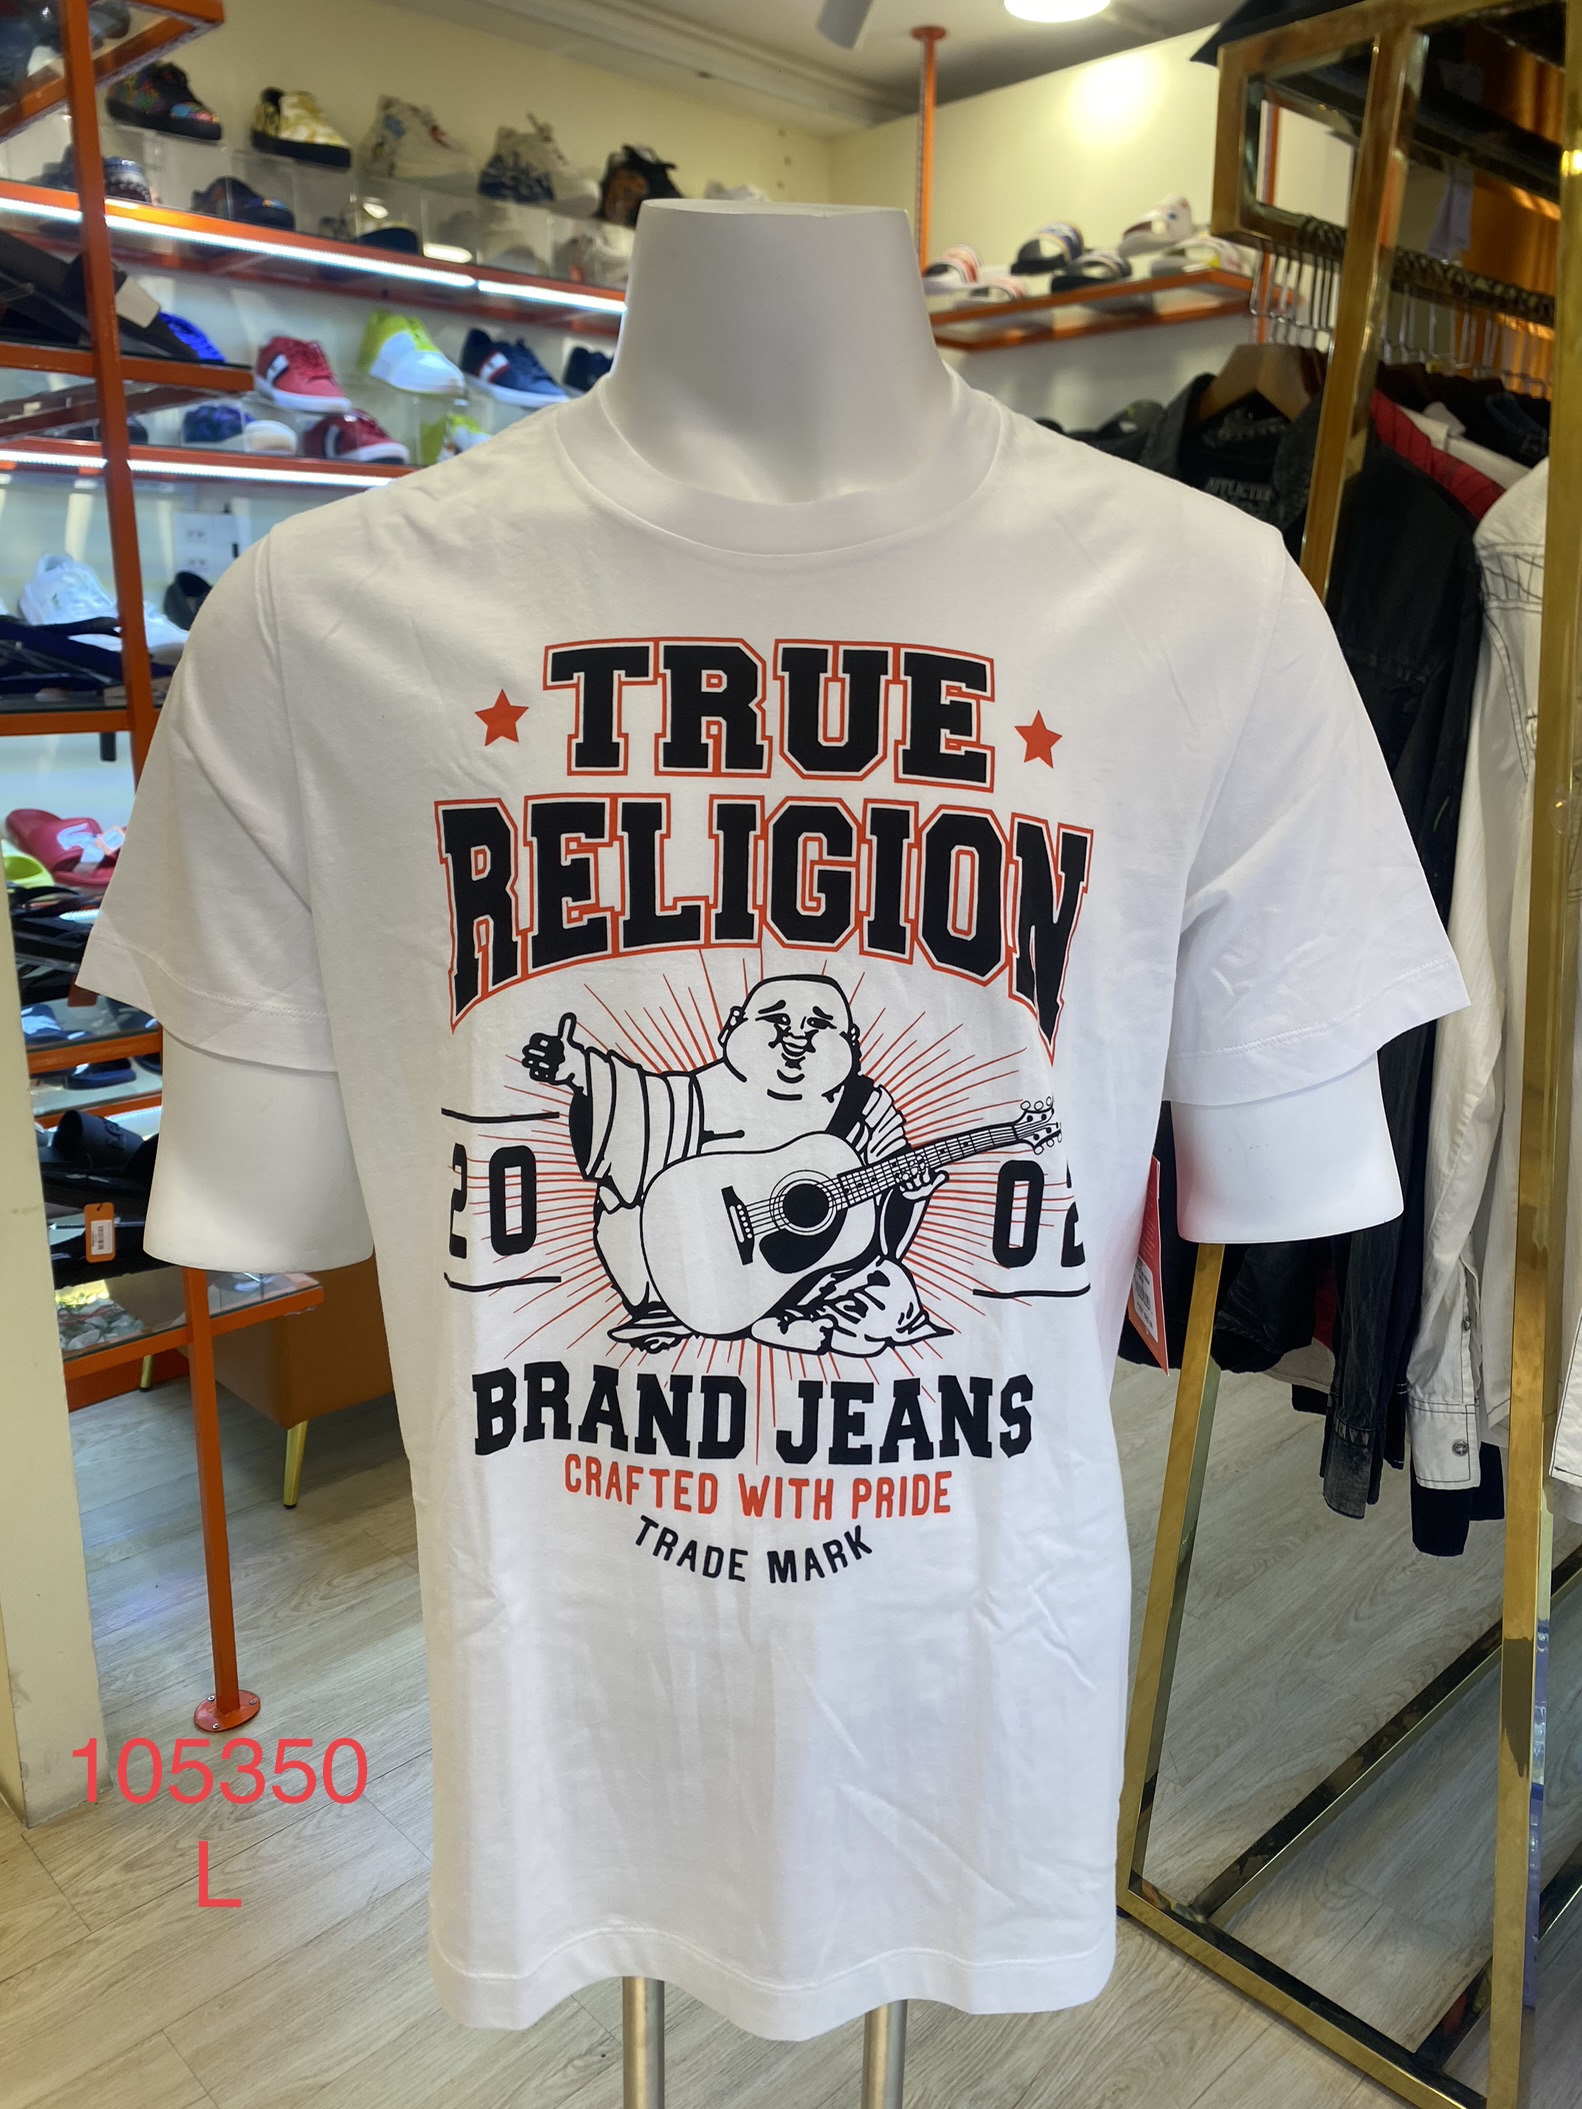 TRUE
RELIGION
20 02
BRAND JEANS
CRAFTED WITH PRIDE
TRADE MARK
105350
L